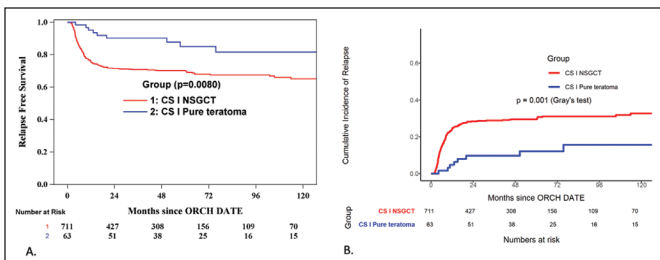 Relapse Free Survival
1.0
0.8
0.6
0.4
0.2
0.0
Group (p=0.0080)
1: CS I NSGCT
2: CS I Pure teratoma
0 24 48 72 96 120
Months since ORCH DATE
Number at Risk
1 711 427 308 156 109 70
2 63 51 38 25 16 15
A.
Cumulative Incidence of Relapse
0.8
0.6
0.4
0.2
0.0
Group
CS I NSGCT
CS I Pure teratoma
p = 0.001 (Gray's test)
0 24 48 72 96 120
Months since ORCH DATE
Group
CS I NSGCT 711 427 308 156 109 70
CS I Pure teratoma 63 51 38 25 16 15
Numbers at risk
B.